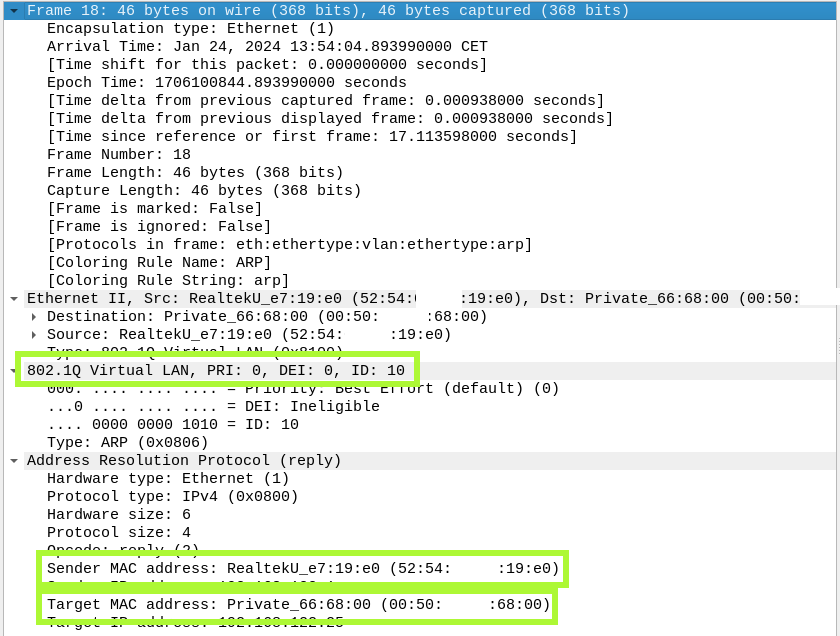 Frame 18: 46 bytes on wire (368 bits), 46 bytes captured (368 bits)
Encapsulation type: Ethernet (1)
Arrival Time: Jan 24, 2024 13:54:04.893990000 CET
[Time shift for this packet: 0.000000000 seconds]
Epoch Time: 1706100844.893990000 seconds
[Time delta from previous captured frame: 0.000938000 seconds]
[Time delta from previous displayed frame: 0.000938000 seconds]
[Time since reference or first frame: 17.113598000 seconds]
Frame Number: 18
Frame Length: 46 bytes (368 bits)
Capture Length: 46 bytes (368 bits)
[Frame is marked: False]
[Frame is ignored: False]
[Protocols in frame: eth:ethertype:vlan:ethertype:arp]
[Coloring Rule Name: ARP]
[Coloring Rule String: arp]
Ethernet II, Src: RealtekU_e7:19:e0 (52:54: :19:e0), Dst: Private_66:68:00 (00:50:
Destination: Private_66:68:00 (00:50: :68:00)
Source: RealtekU_e7:19:e0 (52:54: :19:e0)
Type: 802.1Q Virtual LAN (0x8100)
802.1Q Virtual LAN, PRI: 0, DEI: 0, ID: 10
000. .... .... .... = Priority: Best Effort (default) (0)
...0 .... .... .... = DEI: Ineligible
.... 0000 0000 1010 = ID: 10
Type: ARP (0x0806)
Address Resolution Protocol (reply)
Hardware type: Ethernet (1)
Protocol type: IPv4 (0x0800)
Hardware size: 6
Protocol size: 4
Opcode: reply (2)
Sender MAC address: RealtekU_e7:19:e0 (52:54: :19:e0)
Target MAC address: Private_66:68:00 (00:50: :68:00)
Target IP address: 192.168.122.25